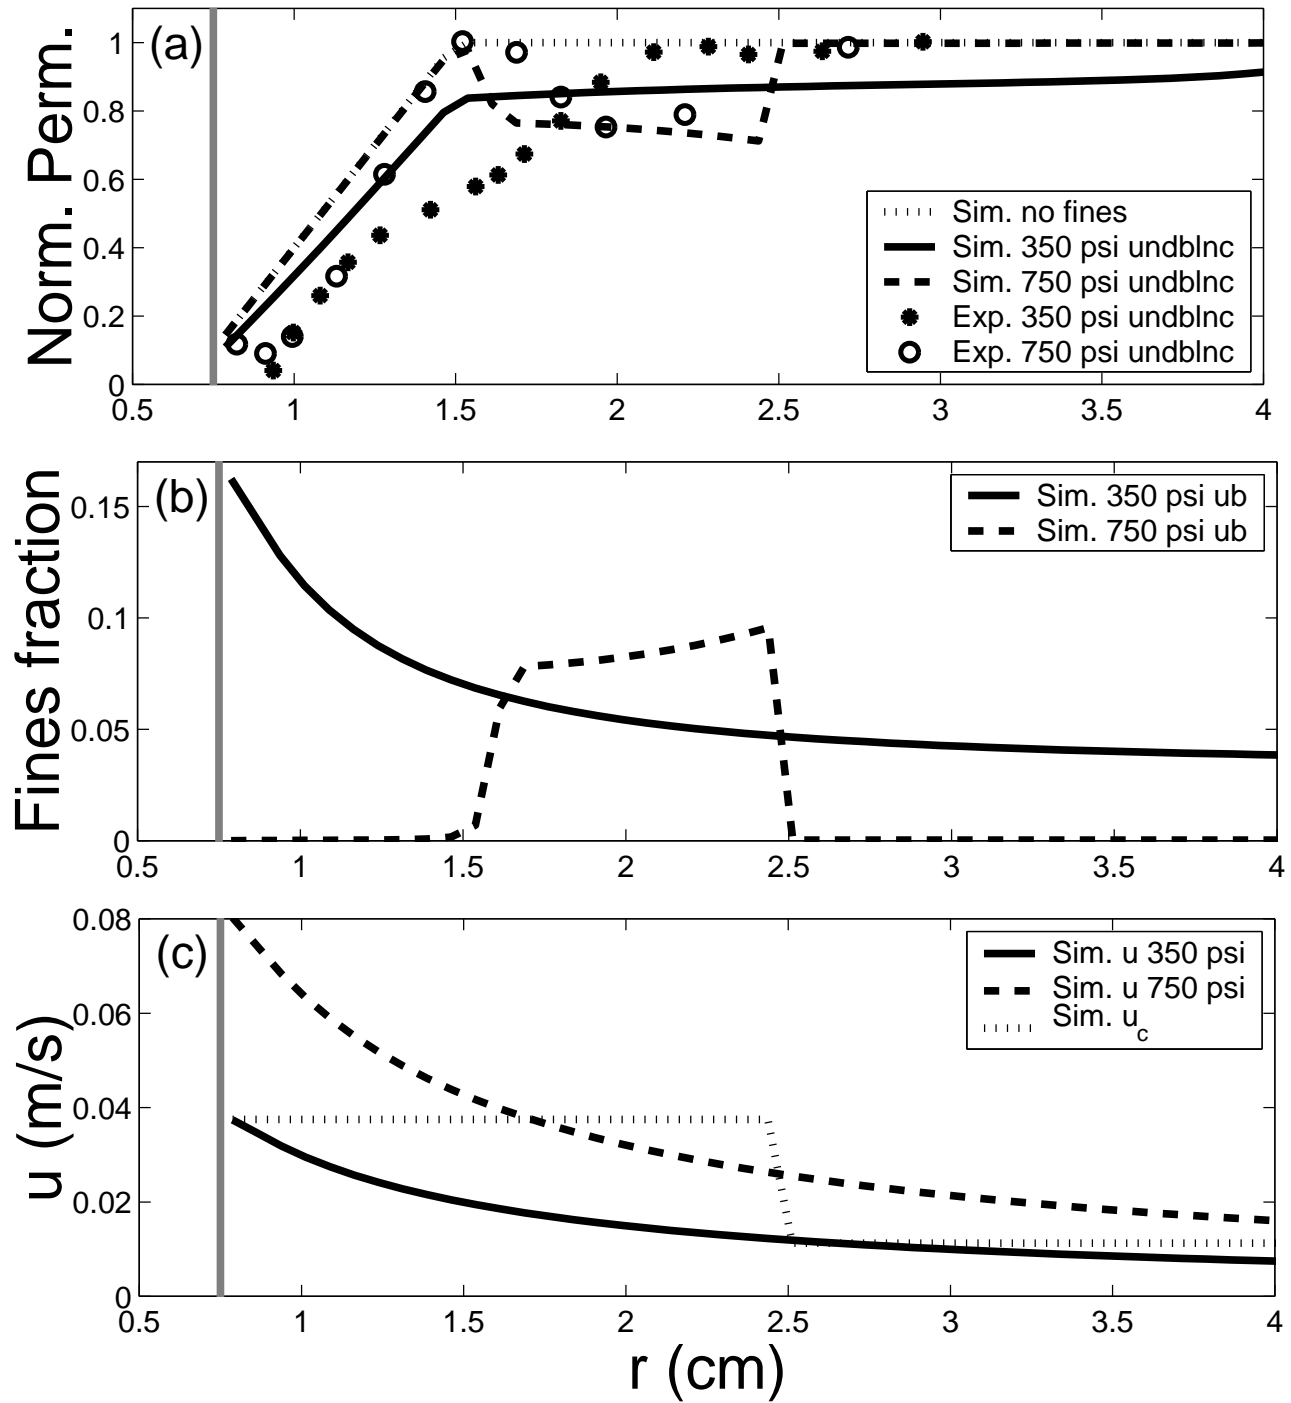 (a)
Norm. Perm.
1
0.8
0.6
0.4
0.2
0
0.5 1 1.5 2 2.5 3 3.5 4
Sim. no fines
Sim. 350 psi undblnc
Sim. 750 psi undblnc
Exp. 350 psi undblnc
Exp. 750 psi undblnc
(b)
Fines fraction
0.15
0.1
0.05
0
0.5 1 1.5 2 2.5 3 3.5 4
Sim. 350 psi ub
Sim. 750 psi ub
(c)
u (m/s)
0.08
0.06
0.04
0.02
0
0.5 1 1.5 2 2.5 3 3.5 4
Sim. u 350 psi
Sim. u 750 psi
Sim. u_c
r (cm)